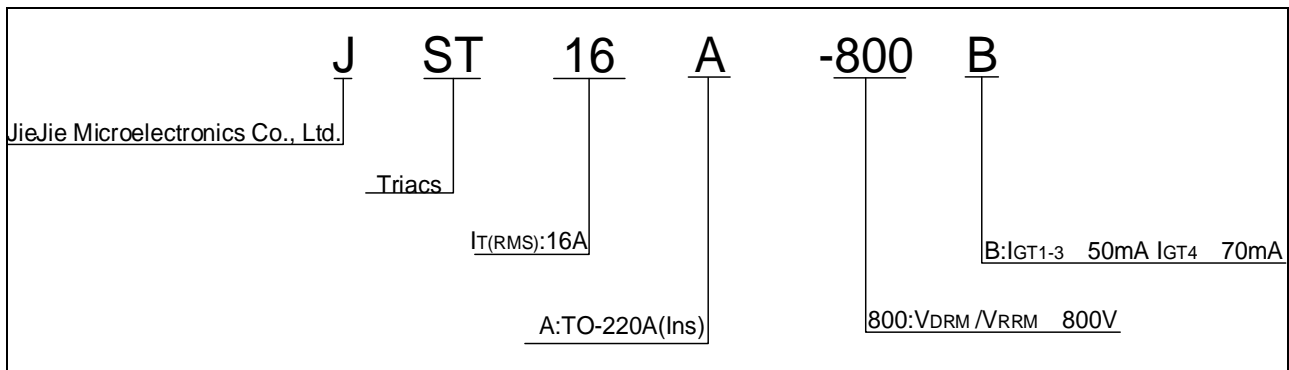 J ST 16 A -800 B
JieJie Microelectronics Co., Ltd.
Triacs
IT(RMS):16A
B:IGT1-3 50mA IGT4 70mA
A:TO-220A(Ins)
800:VDRM /VRRM 800V